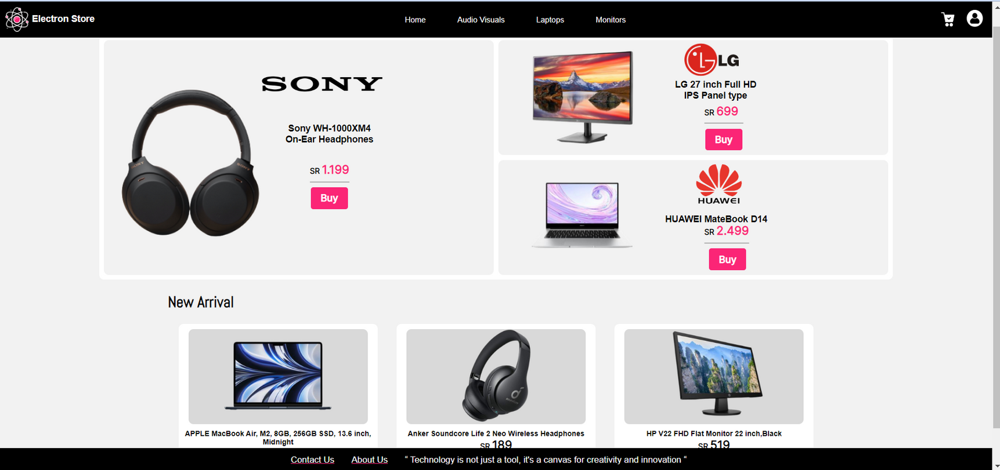 Electron Store
Home
Audio Visuals
Laptops
Monitors
SONY
Sony WH-1000XM4
On-Ear Headphones
SR 1.199
Buy
LG
LG 27 inch Full HD
IPS Panel type
SR 699
Buy
HUAWEI
HUAWEI MateBook D14
SR 2.499
Buy
New Arrival
APPLE MacBook Air, M2, 8GB, 256GB SSD, 13.6 inch,
Midnight
Anker Soundcore Life 2 Neo Wireless Headphones
SR 189
HP V22 FHD Flat Monitor 22 inch,Black
SR 519
Contact Us
About Us
“ Technology is not just a tool, it's a canvas for creativity and innovation “